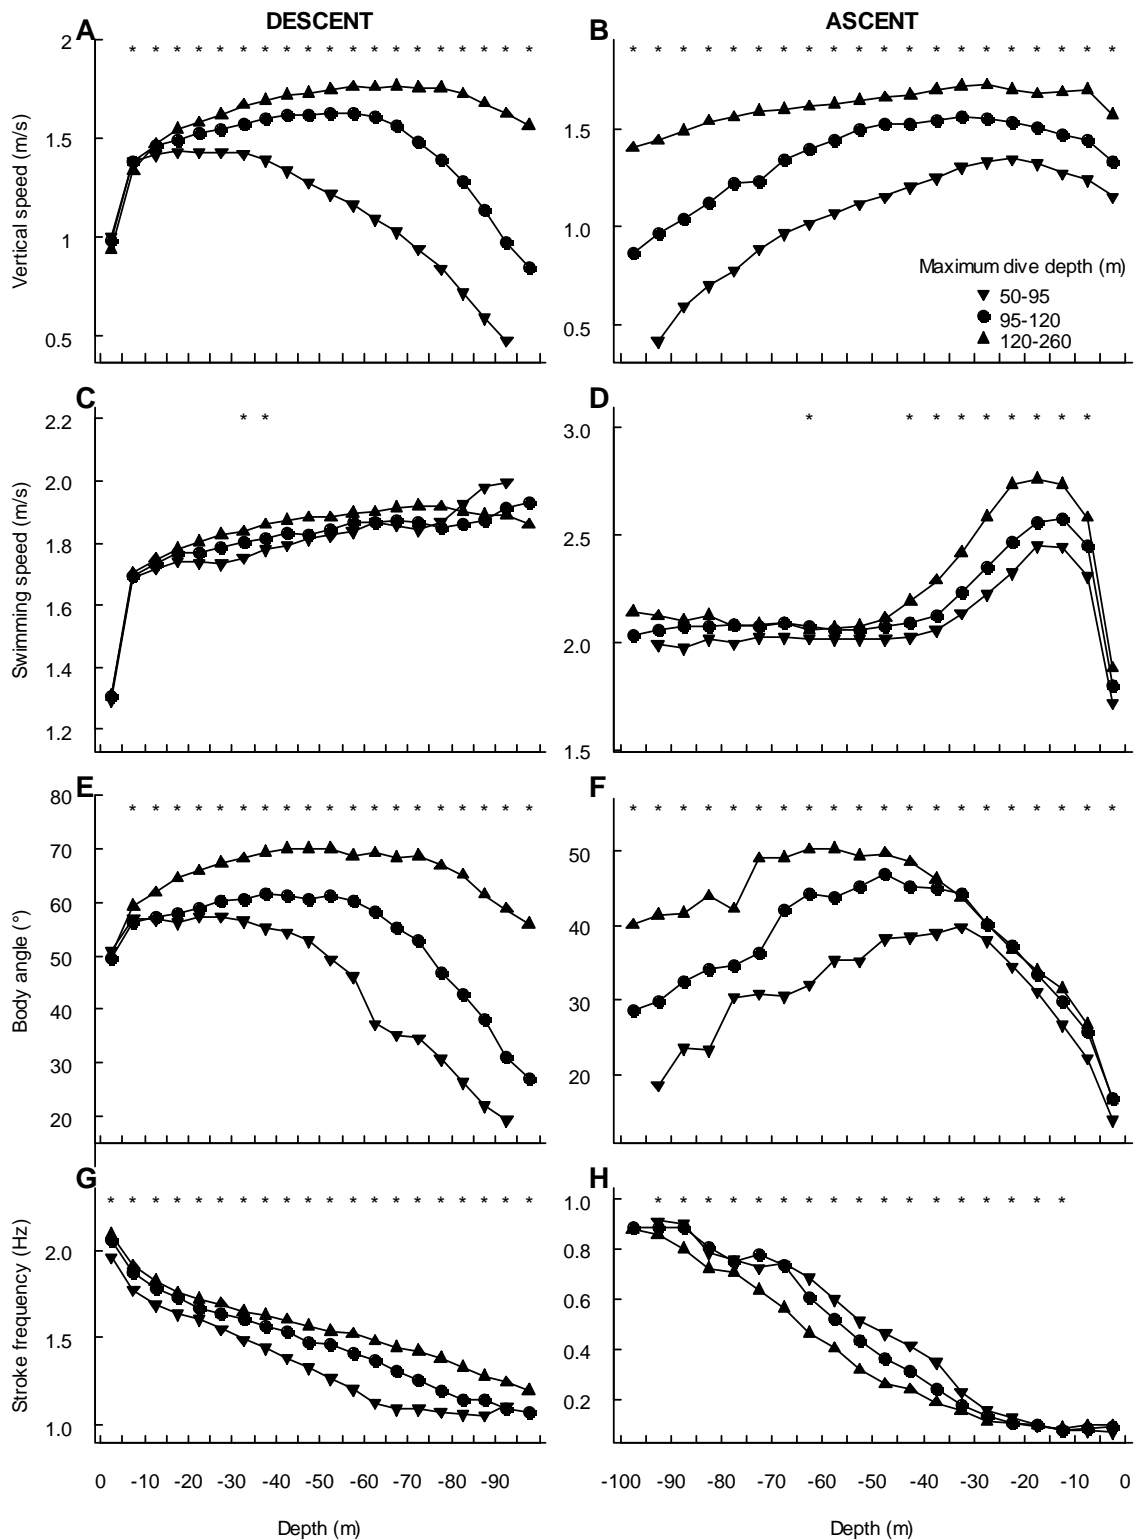 DESCENT
ASCENT
A
B
* * * * * * * * * * * * * * * * * * *
* * * * * * * * * * * * * * * * * * * *
Vertical speed (m/s)
2
1.5
1
0.5
1.5
1.0
0.5
Maximum dive depth (m)
50-95
95-120
120-260
C
D
* *
* * * * * * * * *
Swimming speed (m/s)
2.2
2.0
1.8
1.6
1.4
1.2
3.0
2.5
2.0
1.5
E
F
* * * * * * * * * * * * * * * * * * *
* * * * * * * * * * * * * * * * * * * *
Body angle (°)
80
70
60
50
40
30
20
50
40
30
20
G
H
* * * * * * * * * * * * * * * * * * * *
* * * * * * * * * * * * * * * * *
Stroke frequency (Hz)
2.0
1.5
1.0
1.0
0.8
0.6
0.4
0.2
0 -10 -20 -30 -40 -50 -60 -70 -80 -90
-100 -90 -80 -70 -60 -50 -40 -30 -20 -10 0
Depth (m)
Depth (m)